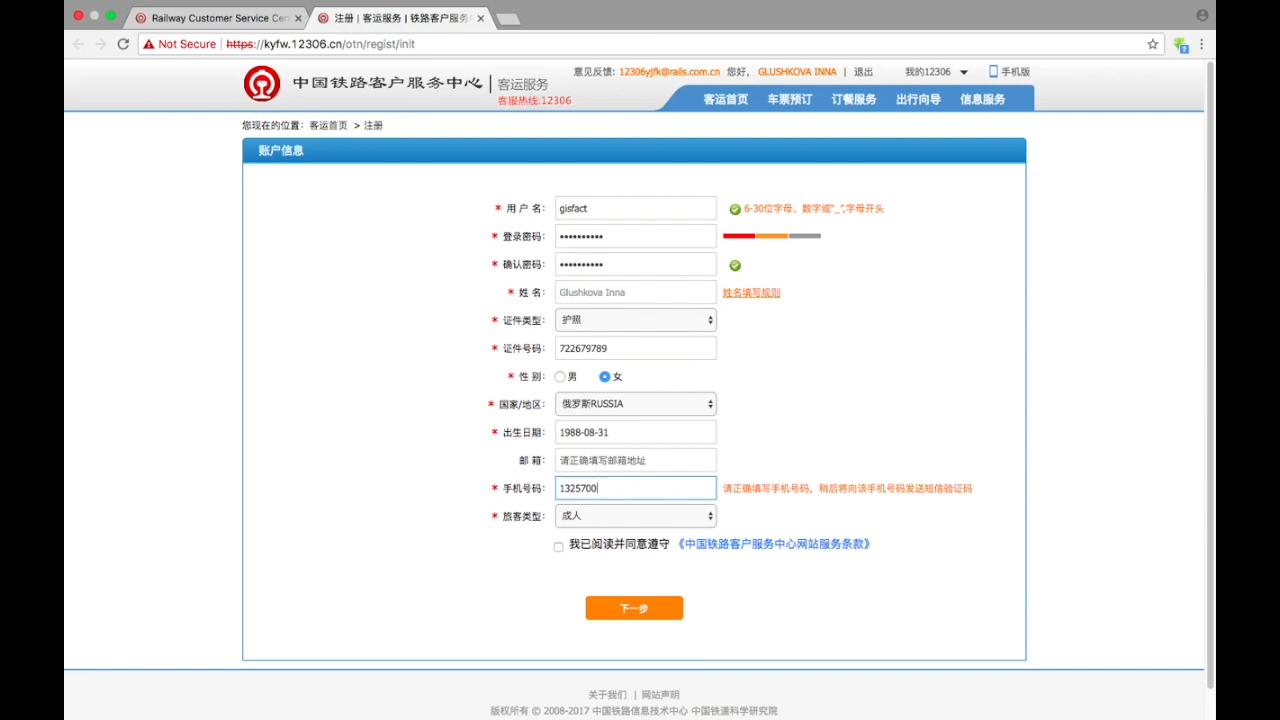 Railway Customer Service Cen
注册 | 客运服务 | 铁路客户服务
Not Secure https://kyfw.12306.cn/otn/regist/init
中国铁路客户服务中心 | 客运服务
客服热线:12306
意见反馈: 12306yjfk@rails.com.cn 您好, GLUSHKOVA INNA | 退出 我的12306 手机版
客运首页 车票预订 订餐服务 出行向导 信息服务
您现在的位置: 客运首页 > 注册
账户信息
* 用 户 名: gisfact 6-30位字母、数字或“_”,字母开头
* 登录密码: ••••••••••
* 确认密码: ••••••••••
* 姓 名: Glushkova Inna 姓名填写规则
* 证件类型: 护照
* 证件号码: 722679789
* 性 别: 男 女
* 国家/地区: 俄罗斯RUSSIA
* 出生日期: 1988-08-31
邮 箱: 请正确填写邮箱地址
* 手机号码: 1325700 请正确填写手机号码，稍后将向该手机号码发送短信验证码
* 旅客类型: 成人
我已阅读并同意遵守 《中国铁路客户服务中心网站服务条款》
下一步
关于我们 | 网站声明
版权所有 © 2008-2017 中国铁路信息技术中心 中国铁道科学研究院